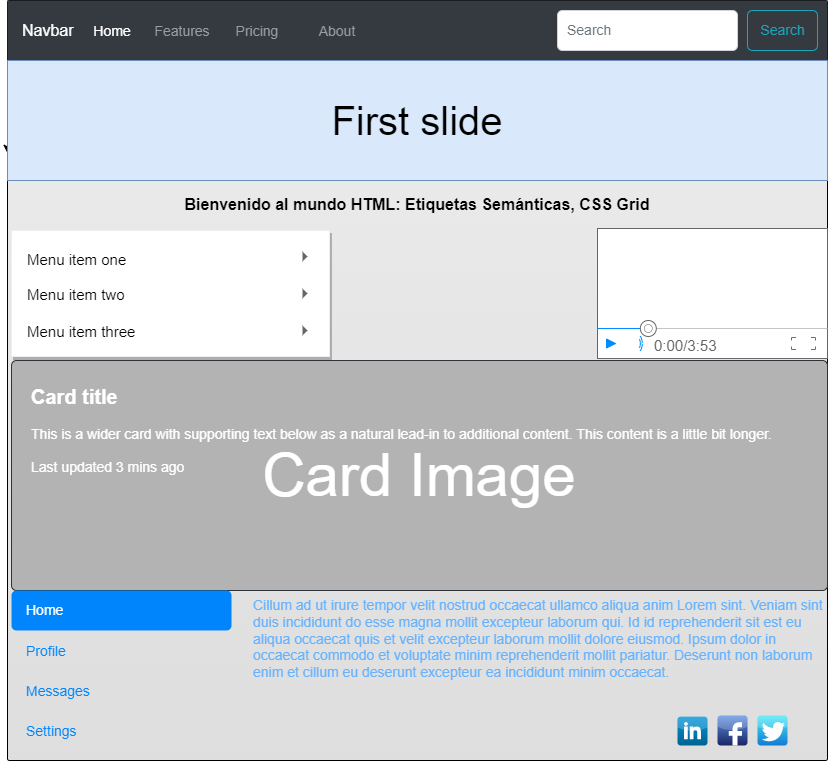 Navbar Home Features Pricing About Search Search
First slide
Bienvenido al mundo HTML: Etiquetas Semánticas, CSS Grid
Menu item one
Menu item two
Menu item three
0:00/3:53
Card title
This is a wider card with supporting text below as a natural lead-in to additional content. This content is a little bit longer.
Last updated 3 mins ago
Card Image
Home
Profile
Messages
Settings
Cillum ad ut irure tempor velit nostrud occaecat ullamco aliqua anim Lorem sint. Veniam sint
duis incididunt do esse magna mollit excepteur laborum qui. Id id reprehenderit sit est eu
aliqua occaecat quis et velit excepteur laborum mollit dolore eiusmod. Ipsum dolor in
occaecat commodo et voluptate minim reprehenderit mollit pariatur. Deserunt non laborum
enim et cillum eu deserunt excepteur ea incididunt minim occaecat.
in f